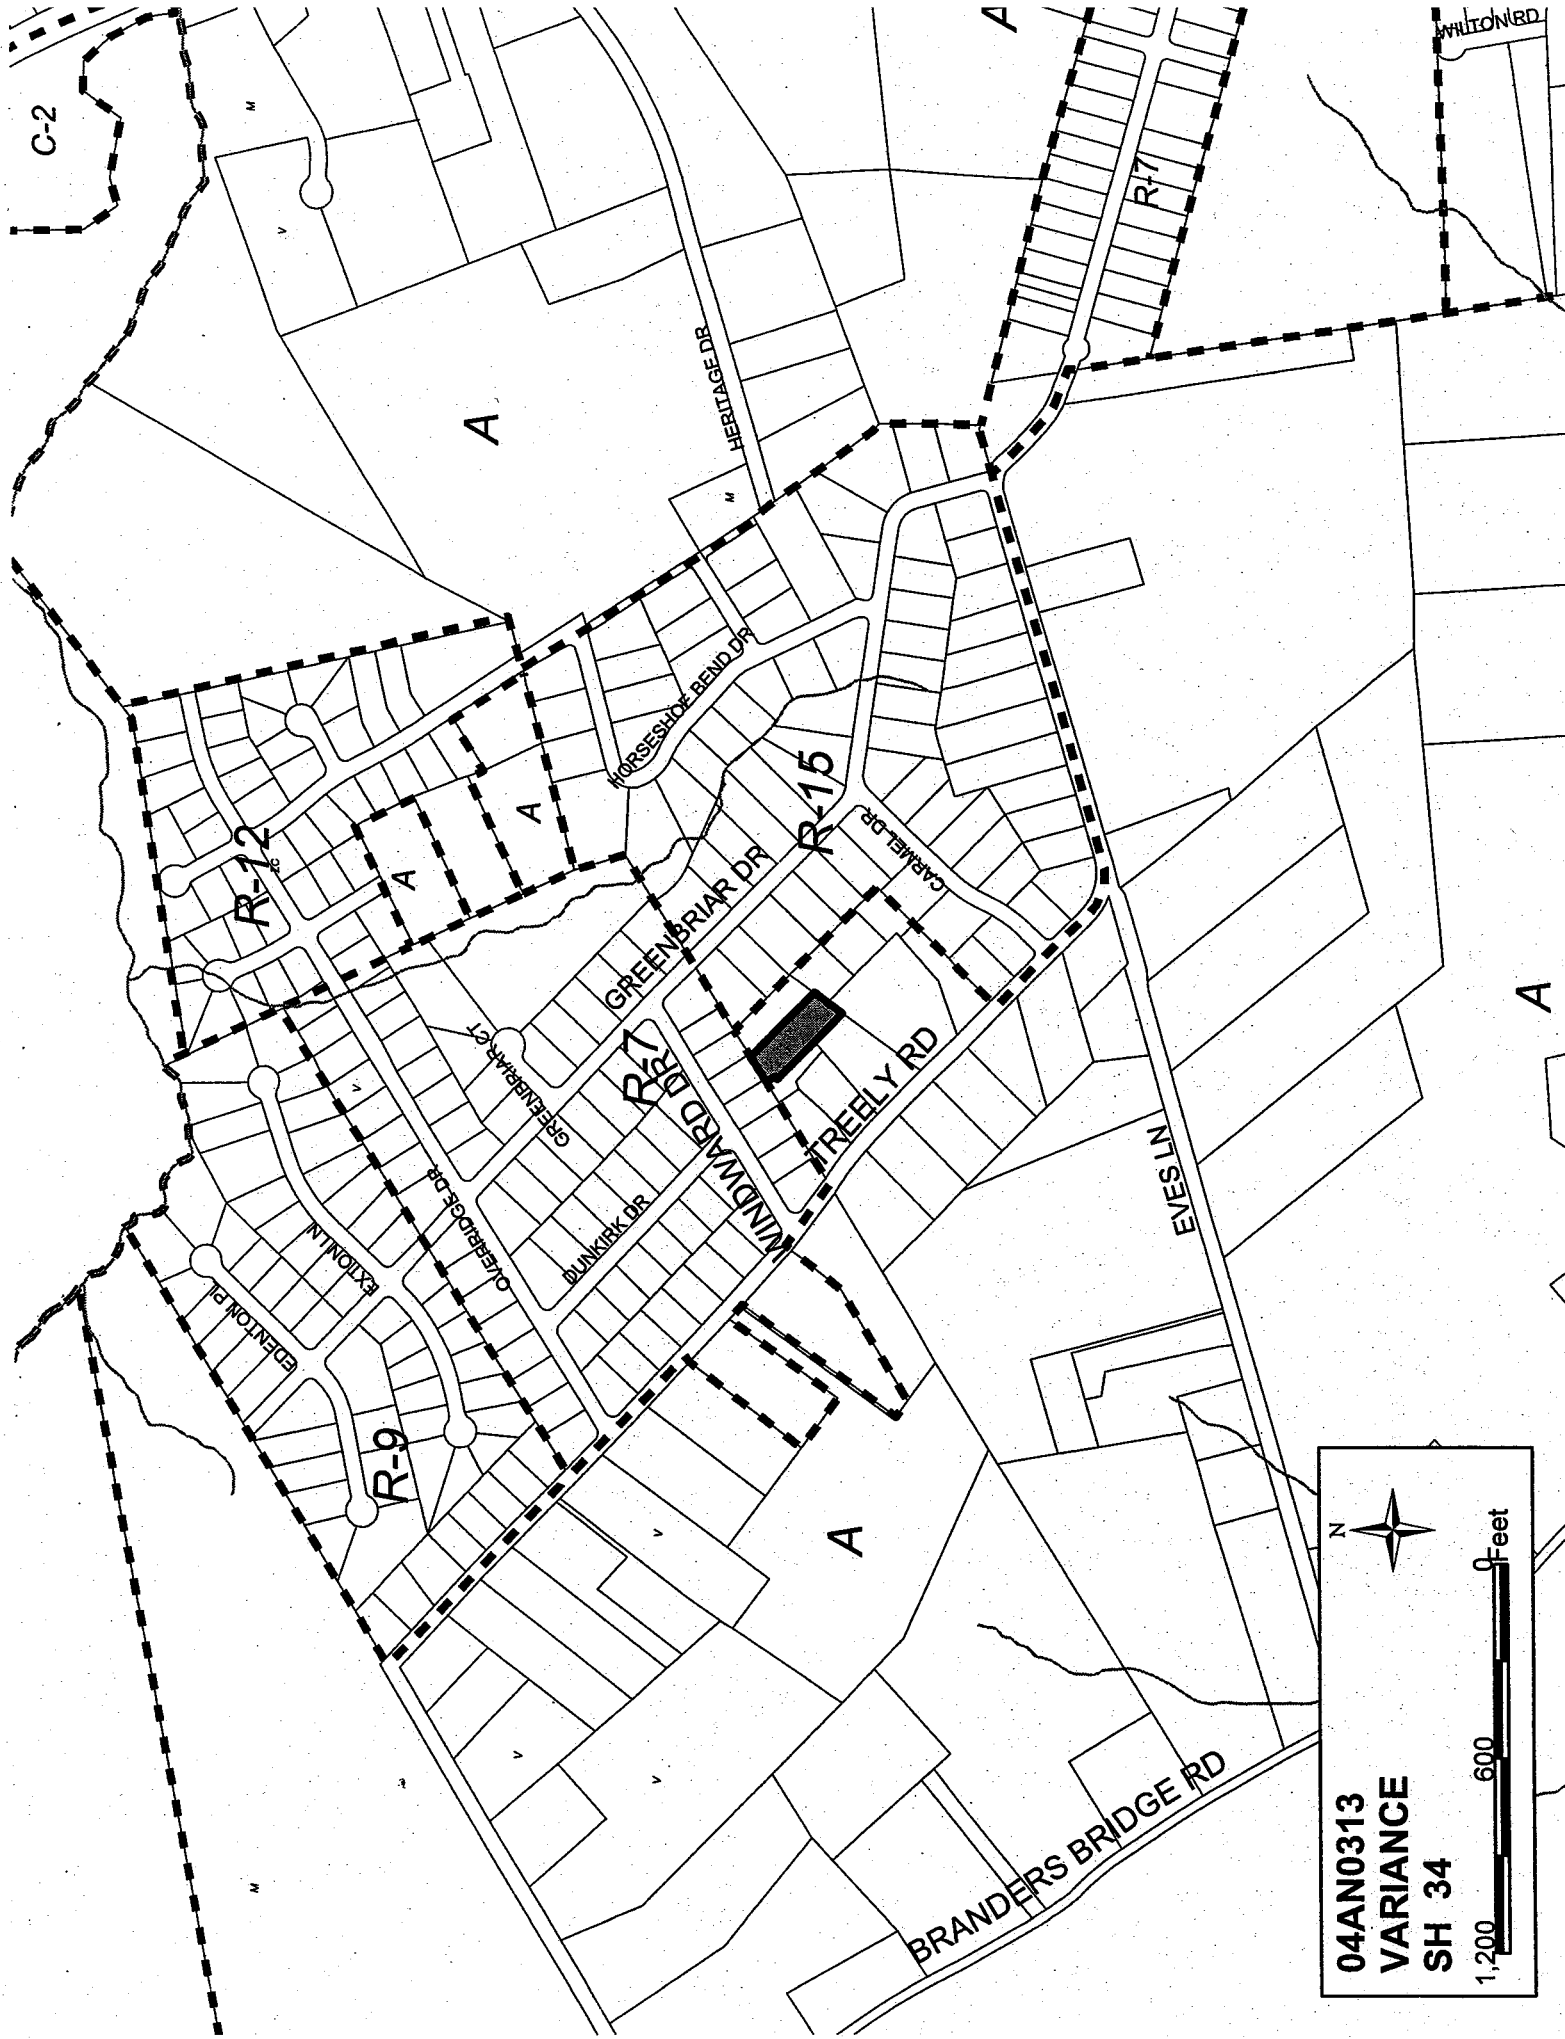 C-2
M
V
A
WILTON RD
R-7
HERITAGE DR
A
M
HORSESHOE BEND DR
R-12
A
A
R-15
GREENBRIAR DR
CARMEL DR
GREENBRIAR CT
R-7
WINDWARD DR
TREELY RD
V
EXTION LN
OVERRIDGE DR
DUNKIRK DR
EDENTON PL
EVES LN
A
R-9
V
A
V
V
M
BRANDERS BRIDGE RD
N
04AN0313
VARIANCE
SH 34
1,200 600 0 Feet